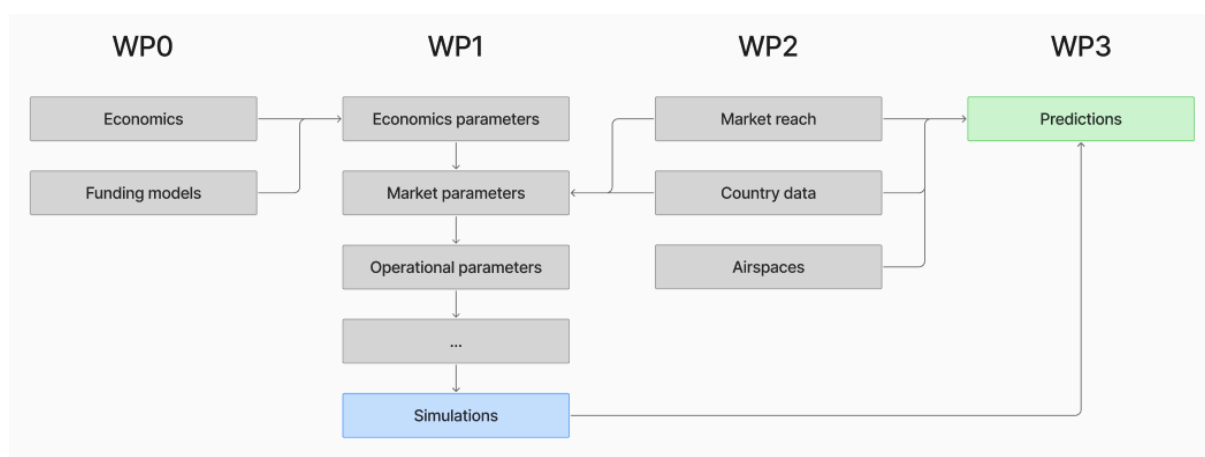 WP0
WP1
WP2
WP3
Economics
Economics parameters
Market reach
Predictions
Funding models
Market parameters
Country data
Operational parameters
Airspaces
...
Simulations